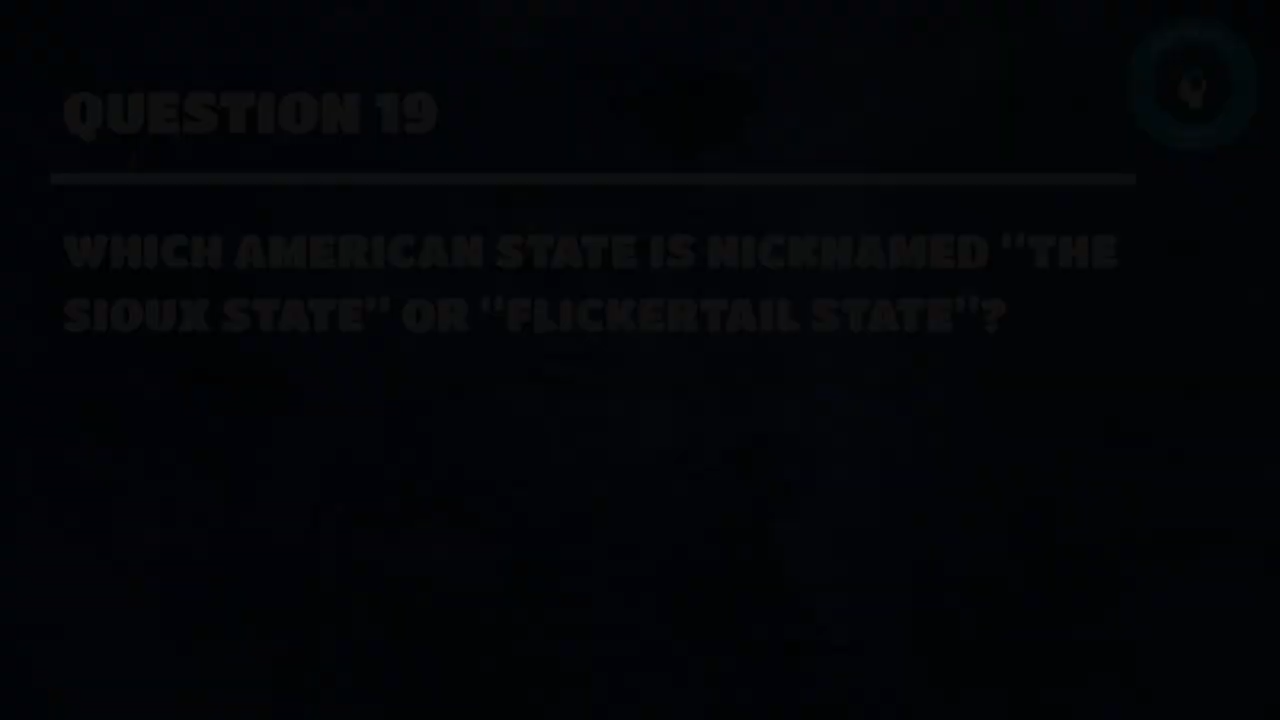 QUESTION 19
WHICH AMERICAN STATE IS NICKNAMED "THE
SIOUX STATE" OR "FLICKERTAIL STATE"?